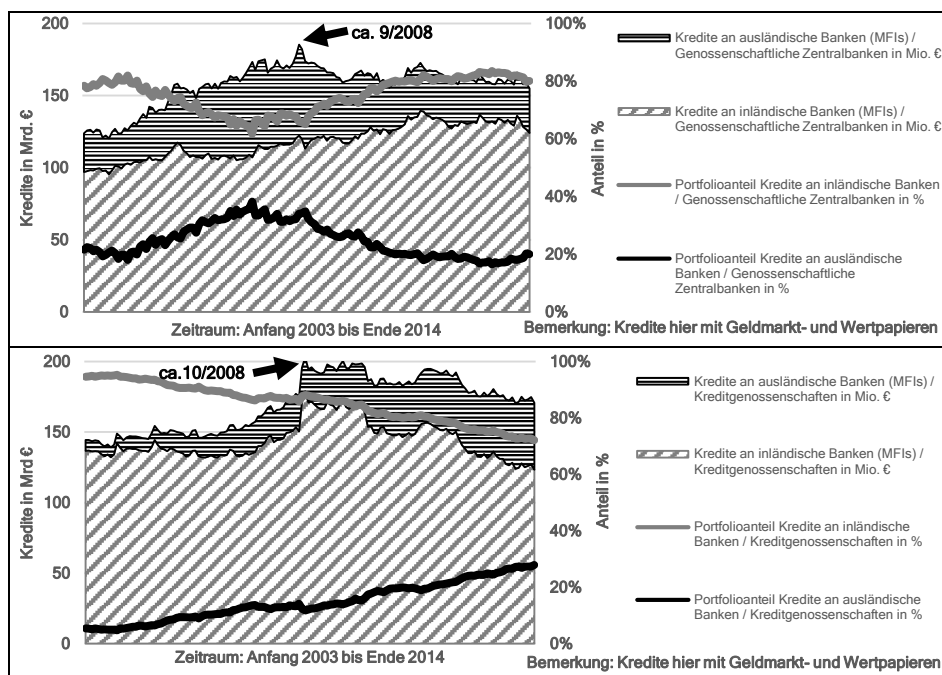 200
150
100
50
0
Kredite in Mrd. €
ca. 9/2008
100%
80%
60%
40%
20%
0%
Anteil in %
Zeitraum: Anfang 2003 bis Ende 2014
Kredite an ausländische Banken (MFIs) /
Genossenschaftliche Zentralbanken in Mio. €
Kredite an inländische Banken (MFIs) /
Genossenschaftliche Zentralbanken in Mio. €
Portfolioanteil Kredite an inländische Banken
/ Genossenschaftliche Zentralbanken in %
Portfolioanteil Kredite an ausländische
Banken / Genossenschaftliche
Zentralbanken in %
Bemerkung: Kredite hier mit Geldmarkt- und Wertpapieren
200
150
100
50
0
Kredite in Mrd €
ca.10/2008
100%
80%
60%
40%
20%
0%
Anteil in %
Zeitraum: Anfang 2003 bis Ende 2014
Kredite an ausländische Banken (MFIs) /
Kreditgenossenschaften in Mio. €
Kredite an inländische Banken (MFIs) /
Kreditgenossenschaften in Mio. €
Portfolioanteil Kredite an inländische
Banken / Kreditgenossenschaften in %
Portfolioanteil Kredite an ausländische
Banken / Kreditgenossenschaften in %
Bemerkung: Kredite hier mit Geldmarkt- und Wertpapieren